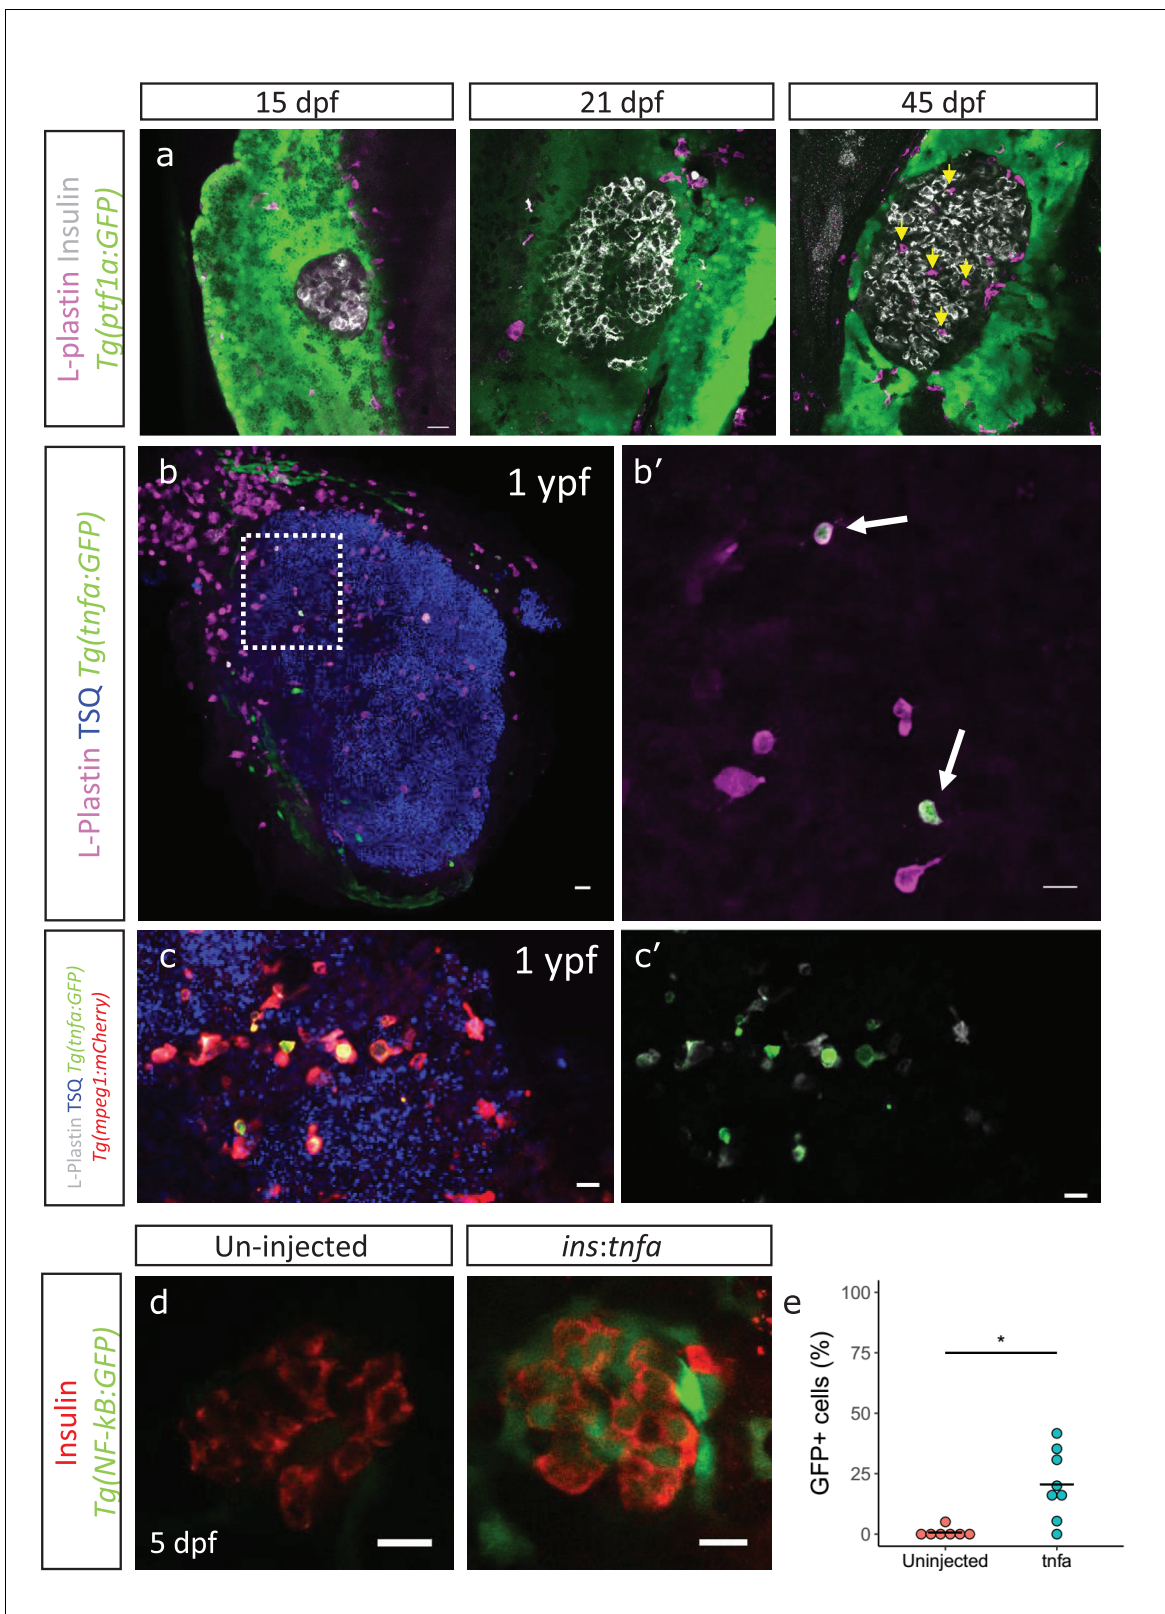 15 dpf
21 dpf
45 dpf
L-plastin Insulin
Tg(ptf1a:GFP)
a
L-Plastin TSQ Tg(tnfa:GFP)
b
1 ypf
b′
L-Plastin TSQ Tg(tnfa:GFP)
Tg(mpeg1:mCherry)
c
1 ypf
c′
Un-injected
ins:tnfa
Insulin
Tg(NF-kB:GFP)
d
5 dpf
e
GFP+ cells (%)
100
75
50
25
0
*
Uninjected
tnfa